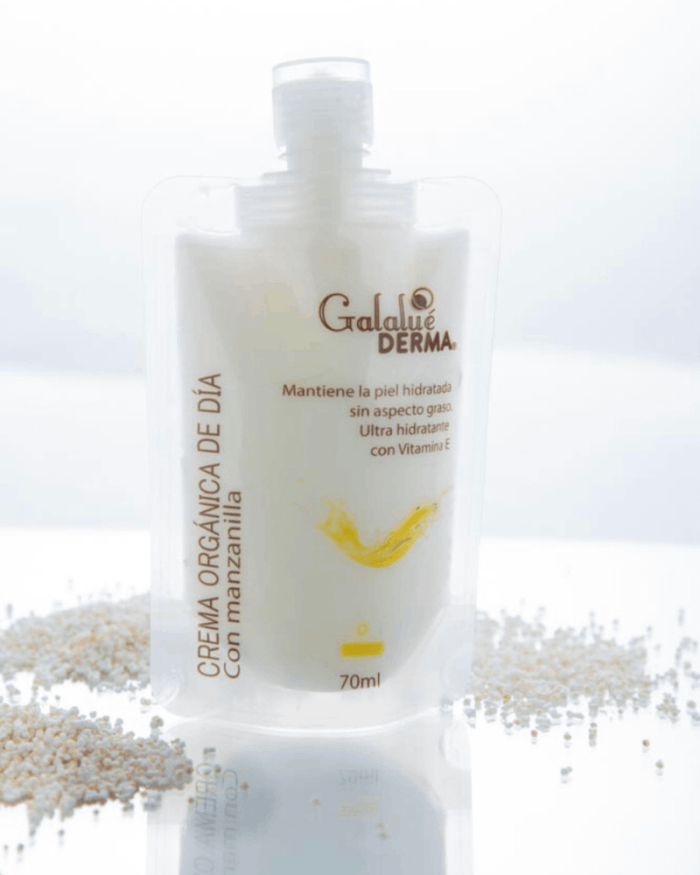 Galalué
DERMA®
Mantiene la piel hidratada
sin aspecto graso.
Ultra hidratante
con Vitamina E
CREMA ORGÁNICA DE DÍA
Con manzanilla
70ml